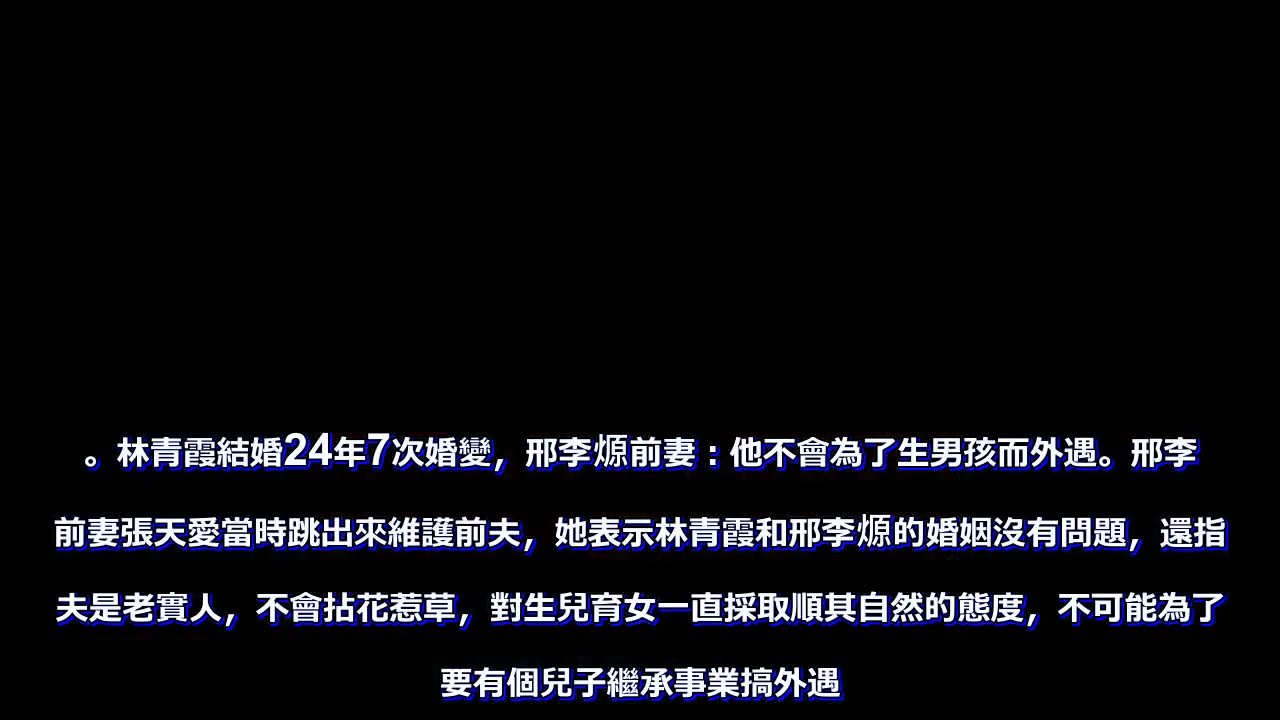 。林青霞結婚24年7次婚變，邢李㷧前妻：他不會為了生男孩而外遇。邢李
前妻張天愛當時跳出來維護前夫，她表示林青霞和邢李㷧的婚姻沒有問題，還指
夫是老實人，不會拈花惹草，對生兒育女一直採取順其自然的態度，不可能為了
要有個兒子繼承事業搞外遇